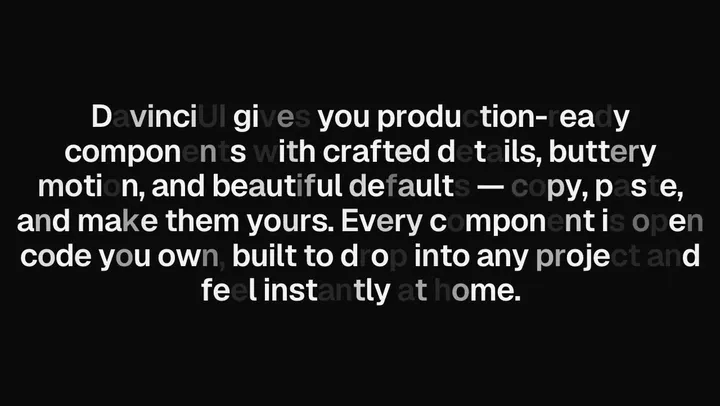 DavinciUI gives you production-ready
components with crafted details, buttery
motion, and beautiful defaults — copy, paste,
and make them yours. Every component is open
code you own, built to drop into any project and
feel instantly at home.